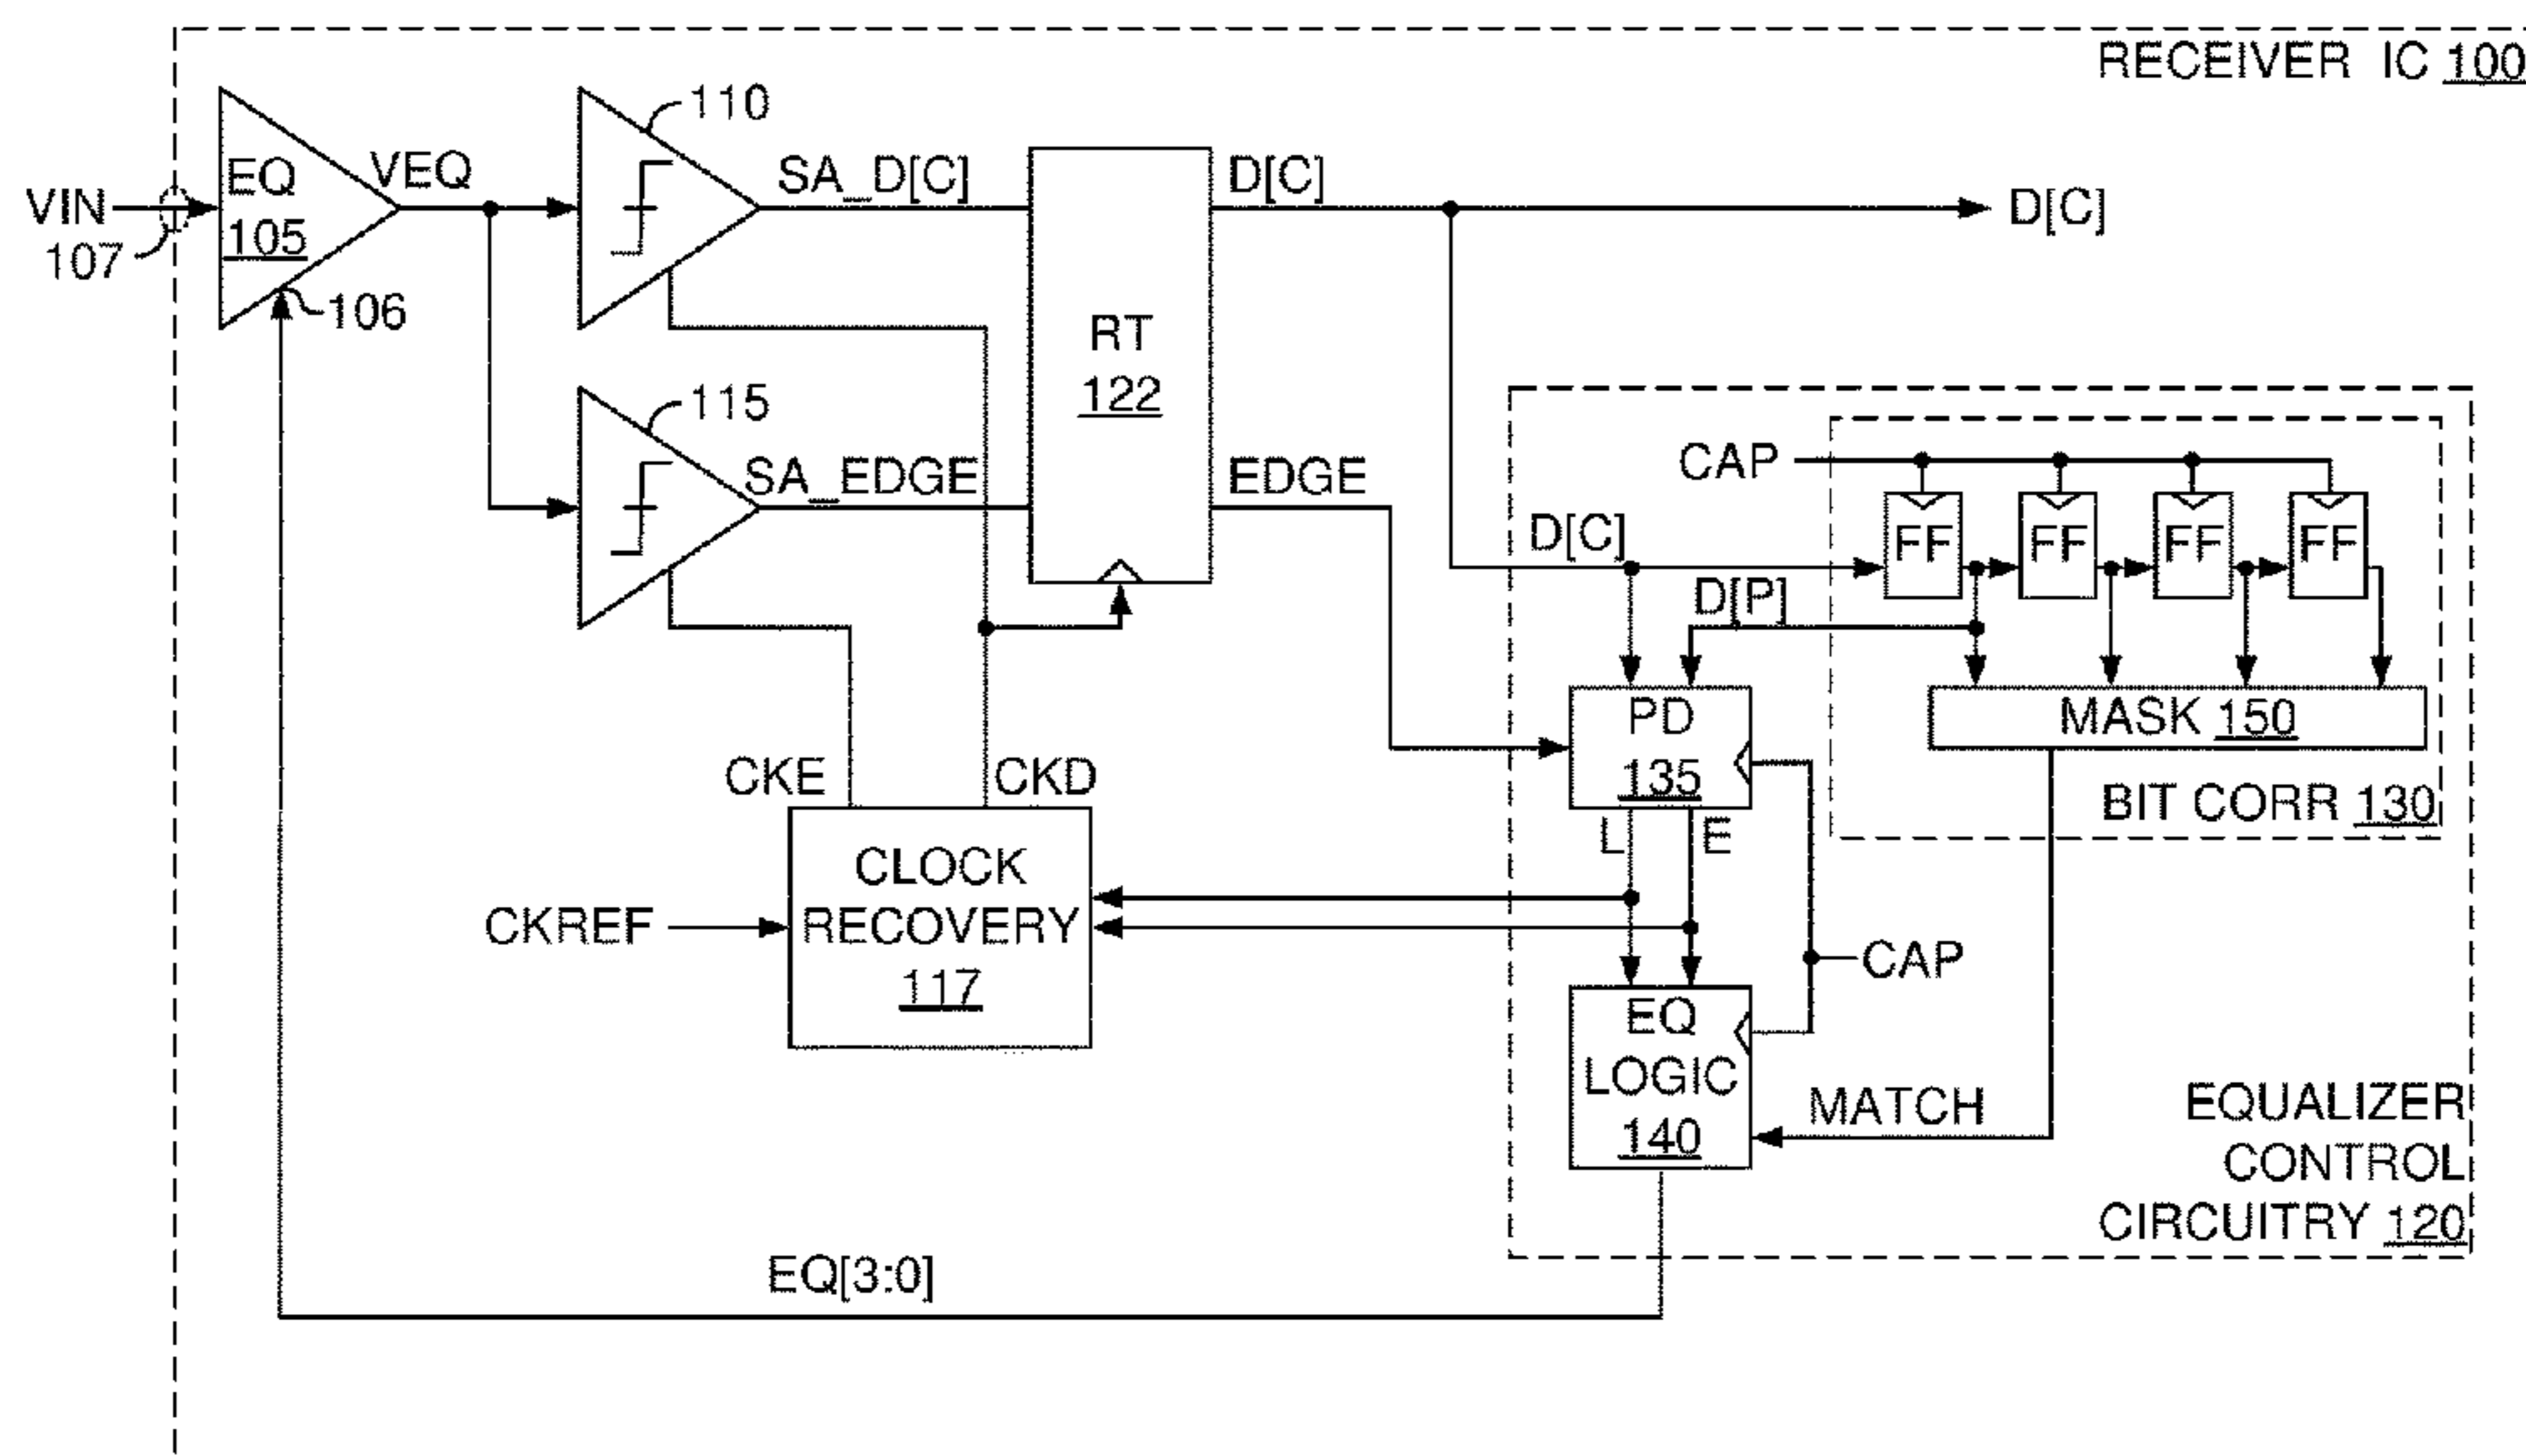 RECEIVER IC 100
110
EQ
105
VEQ
SA_D[C]
D[C]
D[C]
VIN
107
106
RT
122
115
SA_EDGE
EDGE
CAP
D[C]
FF FF FF FF
D[P]
PD
135
MASK 150
BIT CORR 130
CKE
CKD
L
E
CLOCK
RECOVERY
117
CKREF
CAP
EQ
LOGIC
140
MATCH
EQUALIZER
CONTROL
CIRCUITRY 120
EQ[3:0]